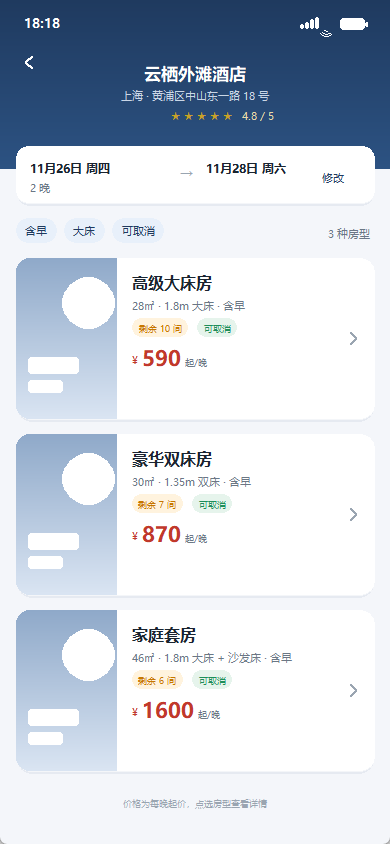 18:18
云栖外滩酒店
上海 · 黄浦区中山东一路 18 号
★ ★ ★ ★ ★ 4.8 / 5
11月26日 周四 → 11月28日 周六
2 晚
修改
含早 大床 可取消
3 种房型
高级大床房
28㎡ · 1.8m 大床 · 含早
剩余 10 间 可取消
¥ 590 起/晚
豪华双床房
30㎡ · 1.35m 双床 · 含早
剩余 7 间 可取消
¥ 870 起/晚
家庭套房
46㎡ · 1.8m 大床 + 沙发床 · 含早
剩余 6 间 可取消
¥ 1600 起/晚
价格为每晚起价，点选房型查看详情